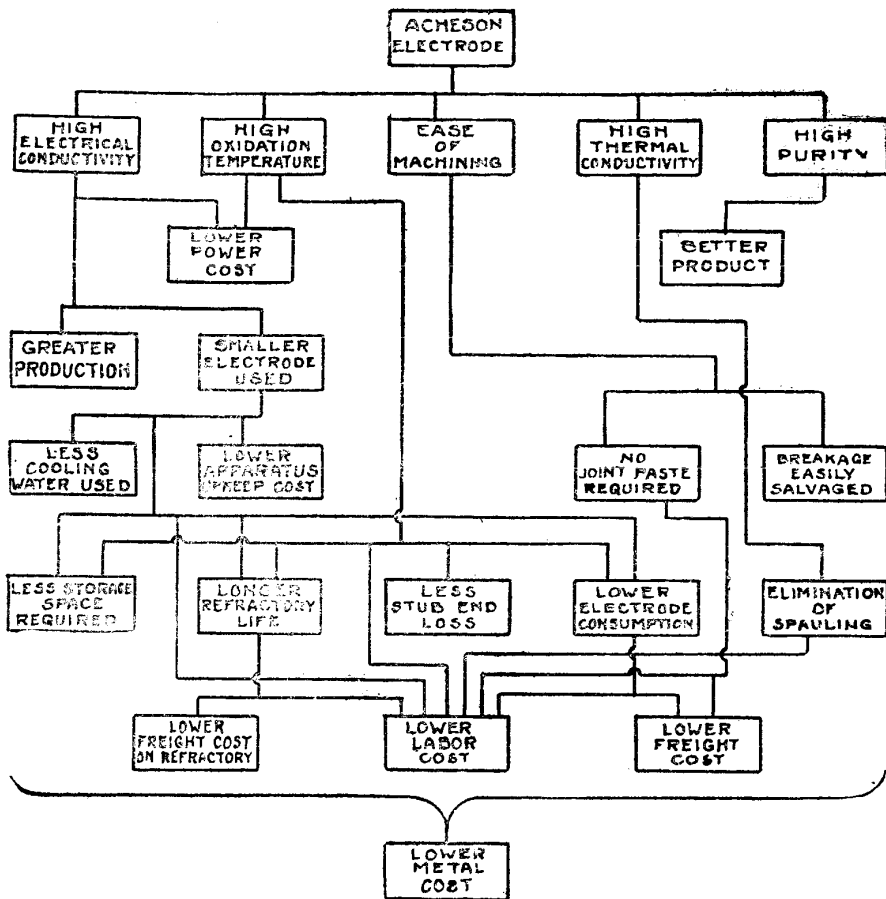 ACHESON
ELECTRODE
HIGH
ELECTRICAL
CONDUCTIVITY
HIGH
OXIDATION
TEMPERATURE
EASE
OF
MACHINING
HIGH
THERMAL
CONDUCTIVITY
HIGH
PURITY
LOWER
POWER
COST
BETTER
PRODUCT
GREATER
PRODUCTION
SMALLER
ELECTRODE
USED
LESS
COOLING
WATER USED
LOWER
APPARATUS
UPKEEP COST
NO
JOINT PASTE
REQUIRED
BREAKAGE
EASILY
SALVAGED
LESS STORAGE
SPACE
REQUIRED
LONGER
REFRACTORY
LIFE
LESS
STUB END
LOSS
LOWER
ELECTRODE
CONSUMPTION
ELIMINATION
OF
SPAULING
LOWER
FREIGHT COST
ON REFRACTORY
LOWER
LABOR
COST
LOWER
FREIGHT
COST
LOWER
METAL
COST